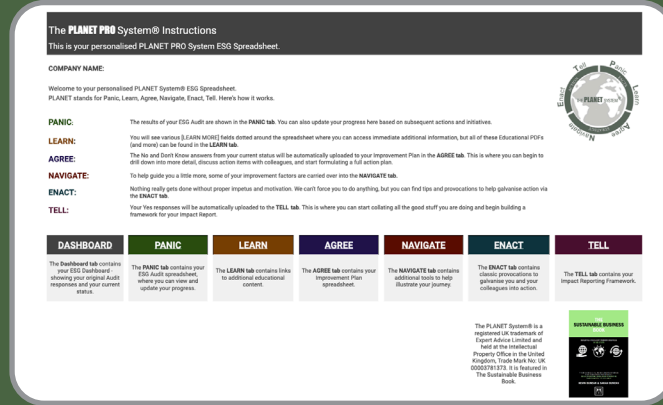 The PLANET PRO System® Instructions
This is your personalised PLANET PRO System ESG Spreadsheet.
COMPANY NAME:
Welcome to your personalised PLANET System® ESG Spreadsheet.
PLANET stands for Panic, Learn, Agree, Navigate, Enact, Tell. Here's how it works.
Tell
Panic
Learn
Agree
Navigate
Enact
THE PLANET SYSTEM
PANIC:
The results of your ESG Audit are shown in the PANIC tab. You can also update your progress here based on subsequent actions and initiatives.
LEARN:
You will see various [LEARN MORE] fields dotted around the spreadsheet where you can access immediate additional information, but all of these Educational PDFs
(and more) can be found in the LEARN tab.
AGREE:
The No and Don't Know answers from your current status will be automatically uploaded to your Improvement Plan in the AGREE tab. This is where you can begin to
drill down into more detail, discuss action items with colleagues, and start formulating a full action plan.
NAVIGATE:
To help guide you a little more, some of your improvement factors are carried over into the NAVIGATE tab.
ENACT:
Nothing really gets done without proper impetus and motivation. We can't force you to do anything, but you can find tips and provocations to help galvanise action via
the ENACT tab.
TELL:
Your Yes responses will be automatically uploaded to the TELL tab. This is where you can start collating all the good stuff you are doing and begin building a
framework for your Impact Report.
DASHBOARD
PANIC
LEARN
AGREE
NAVIGATE
ENACT
TELL
The Dashboard tab contains
your ESG Dashboard -
showing your original Audit
responses and your current
status.
The PANIC tab contains your
ESG Audit spreadsheet,
where you can view and
update your progress.
The LEARN tab contains links
to additional educational
content.
The AGREE tab contains your
Improvement Plan
spreadsheet.
The NAVIGATE tab contains
additional tools to help
illustrate your journey.
The ENACT tab contains
classic provocations to
galvanise you and your
colleagues into action.
The TELL tab contains your
Impact Reporting Framework.
The PLANET System® is a
registered UK trademark of
Expert Advice Limited and
held at the Intellectual
Property Office in the United
Kingdom, Trade Mark No: UK
00003781373. It is featured in
The Sustainable Business
Book.
THE
SUSTAINABLE BUSINESS
BOOK